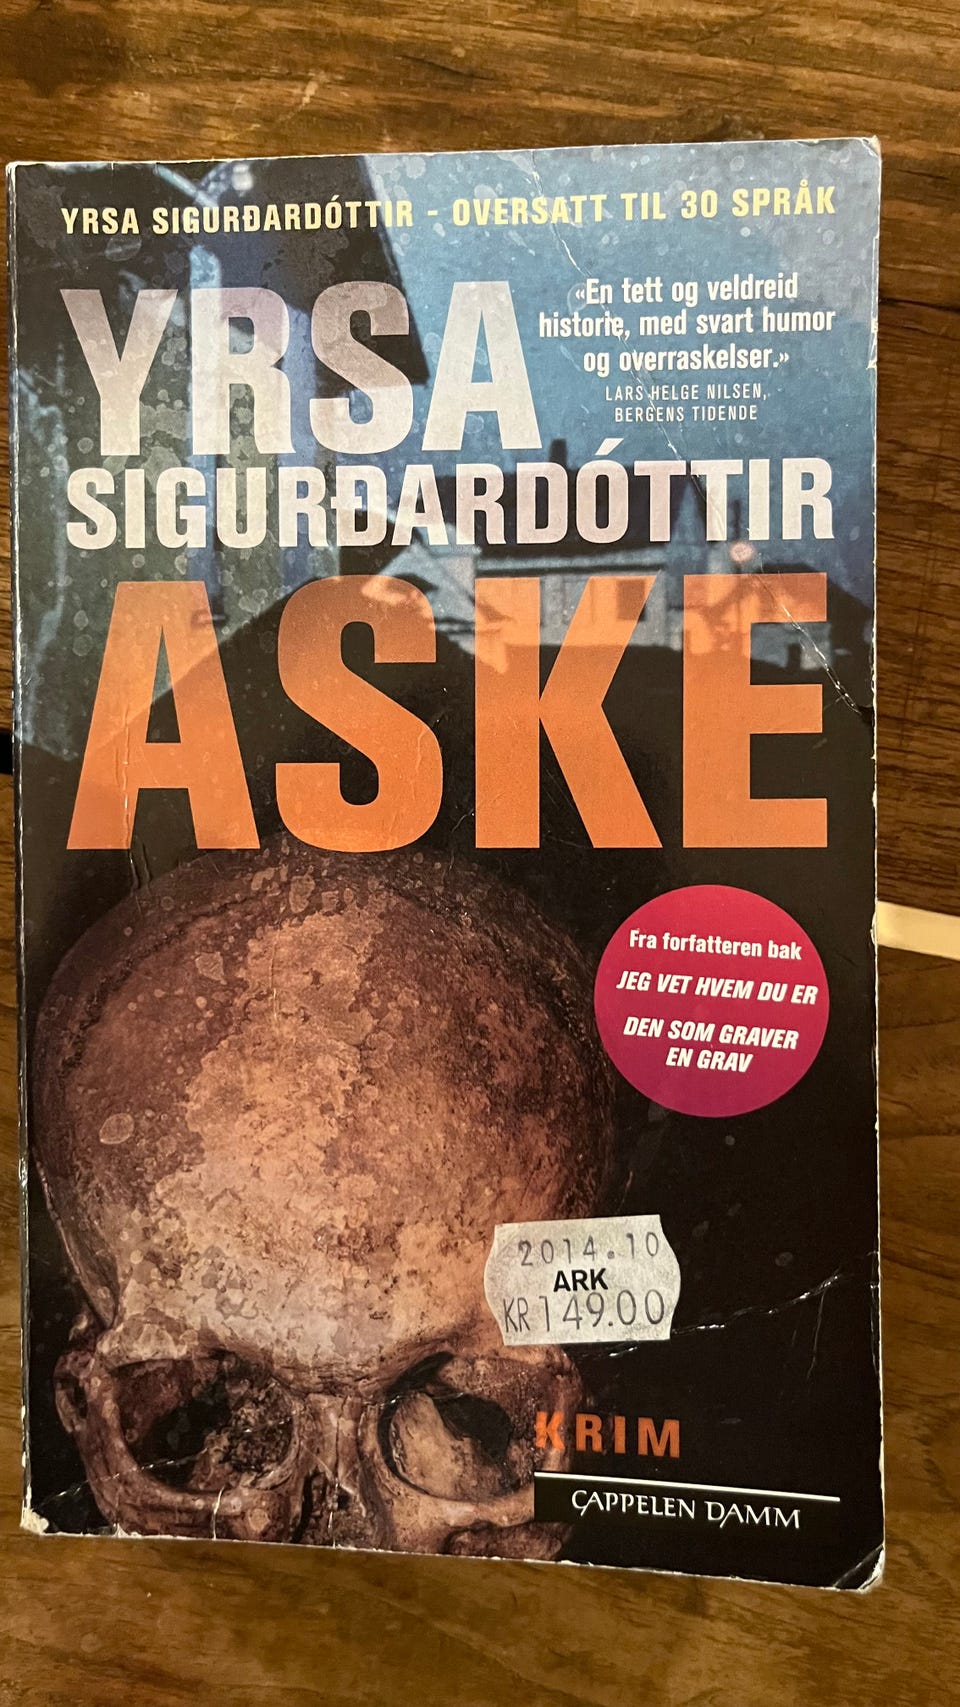 YRSA SIGURÐARDÓTTIR - OVERSATT TIL 30 SPRÅK
«En tett og veldreid
historie, med svart humor
og overraskelser.»
LARS HELGE NILSEN,
BERGENS TIDENDE
YRSA
SIGURÐARDÓTTIR
ASKE
Fra forfatteren bak
JEG VET HVEM DU ER
DEN SOM GRAVER
EN GRAV
2014.10
ARK
KR 149.00
KRIM
CAPPELEN DAMM